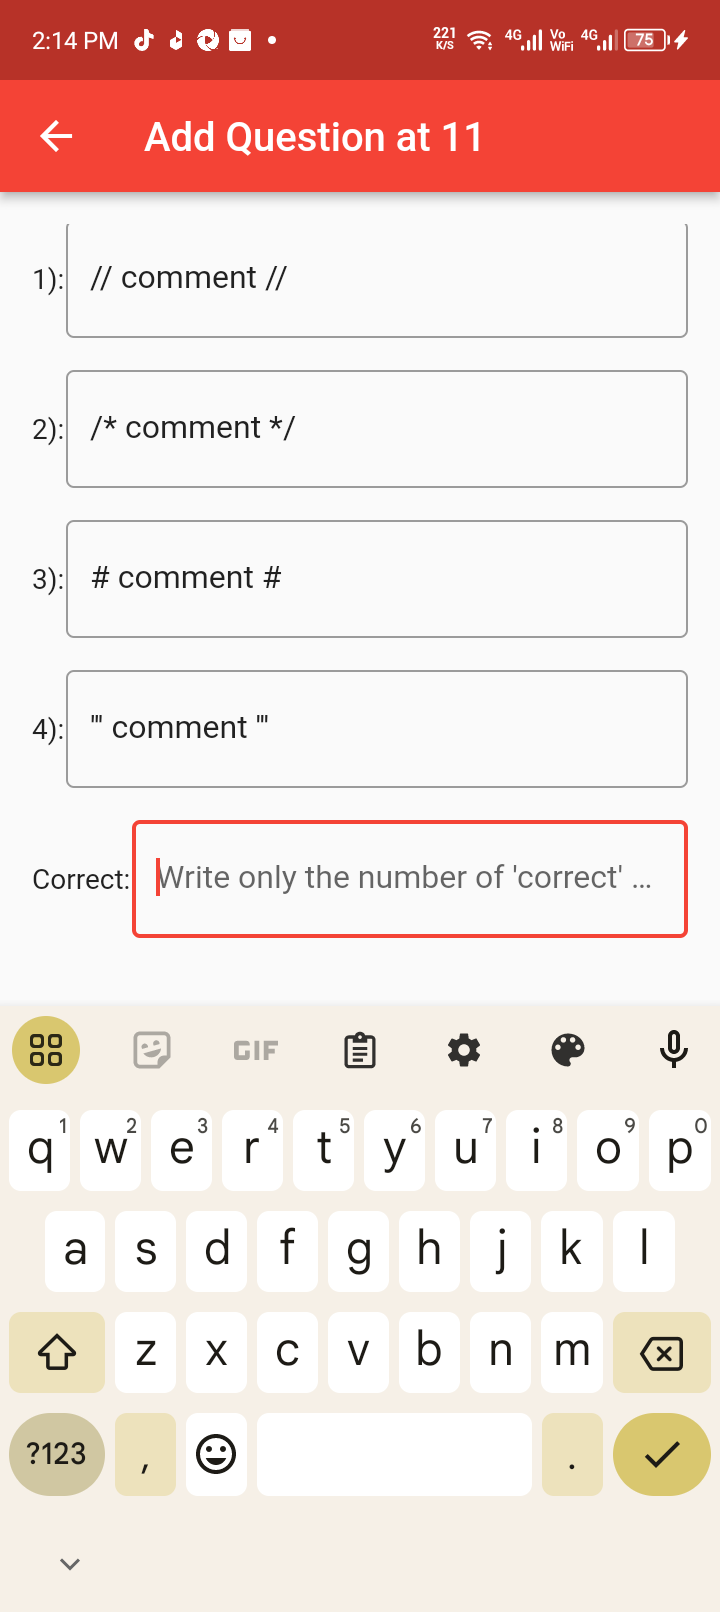 2:14 PM 221 K/S 4G Vo WiFi 4G 75
Add Question at 11
1): // comment //
2): /* comment */
3): # comment #
4): ''' comment '''
Correct: Write only the number of 'correct' ...
GIF
q1 w2 e3 r4 t5 y6 u7 i8 o9 p0
a s d f g h j k l
z x c v b n m
?123 , .